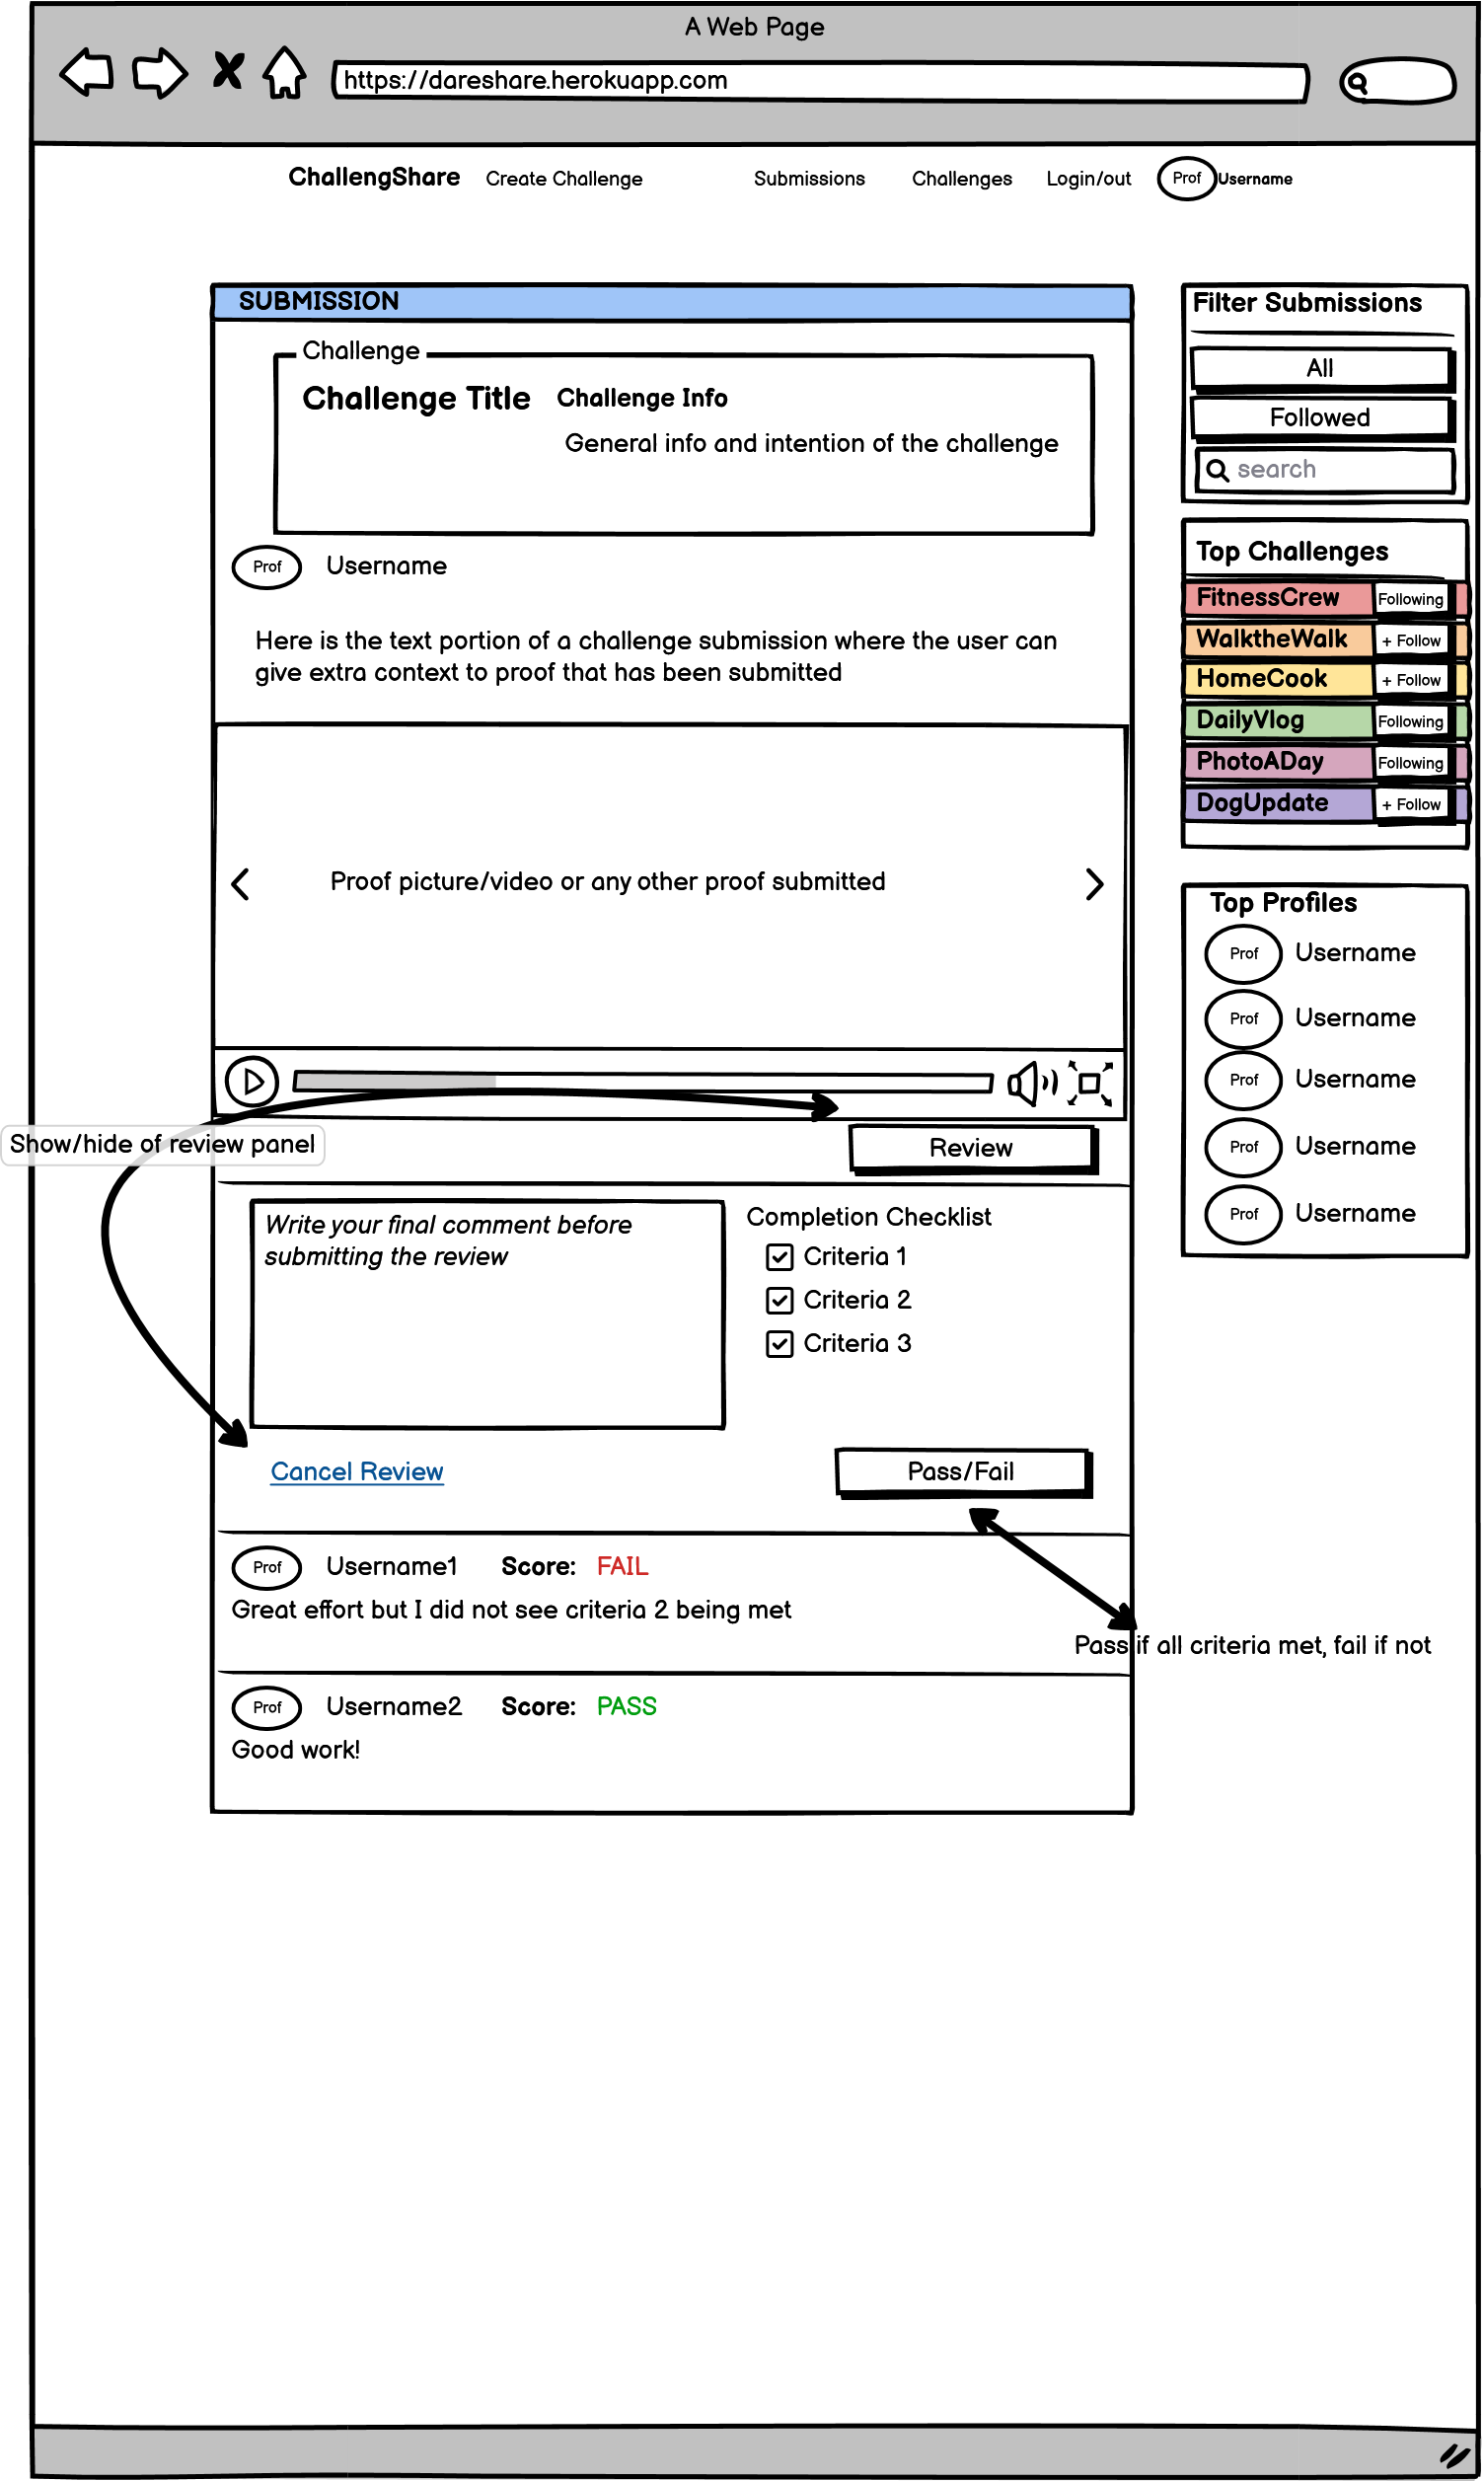 A Web Page
https://dareshare.herokuapp.com
ChallengShare Create Challenge Submissions Challenges Login/out Prof Username
SUBMISSION
Challenge
Challenge Title Challenge Info
General info and intention of the challenge
Prof Username
Here is the text portion of a challenge submission where the user can
give extra context to proof that has been submitted
Proof picture/video or any other proof submitted
Show/hide of review panel
Review
Write your final comment before
submitting the review
Completion Checklist
Criteria 1
Criteria 2
Criteria 3
Cancel Review
Pass/Fail
Prof Username1 Score: FAIL
Great effort but I did not see criteria 2 being met
Pass if all criteria met, fail if not
Prof Username2 Score: PASS
Good work!
Filter Submissions
All
Followed
search
Top Challenges
FitnessCrew Following
WalktheWalk + Follow
HomeCook + Follow
DailyVlog Following
PhotoADay Following
DogUpdate + Follow
Top Profiles
Prof Username
Prof Username
Prof Username
Prof Username
Prof Username